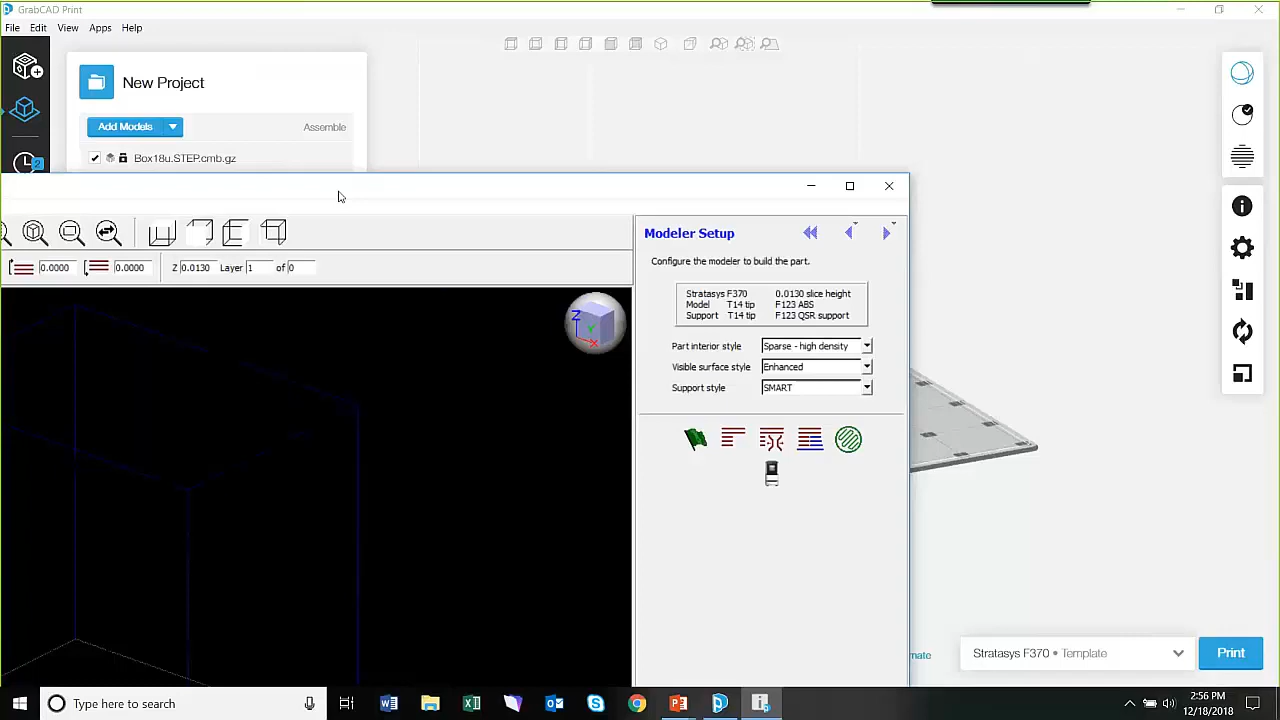 GrabCAD Print
File Edit View Apps Help
New Project
Add Models Assemble
Box18u.STEP.cmb.gz
2
0.0000 0.0000 Z 0.0130 Layer 1 of 0
Z Y X
Modeler Setup
Configure the modeler to build the part.
Stratasys F370 0.0130 slice height
Model T14 tip F123 ABS
Support T14 tip F123 QSR support
Part interior style Sparse - high density
Visible surface style Enhanced
Support style SMART
mate
Stratasys F370 • Template Print
Type here to search
2:56 PM
12/18/2018